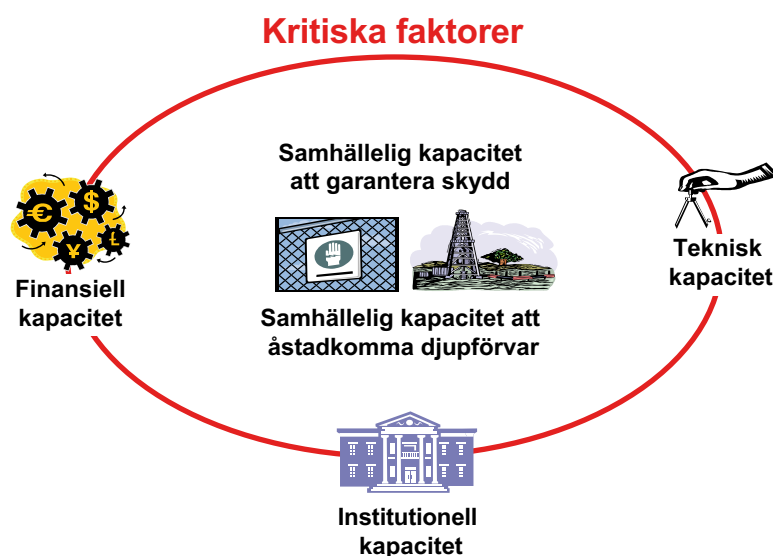 Kritiska faktorer
Samhällelig kapacitet
att garantera skydd
€
$
¥
£
Finansiell
kapacitet
Teknisk
kapacitet
Samhällelig kapacitet att
åstadkomma djupförvar
Institutionell
kapacitet